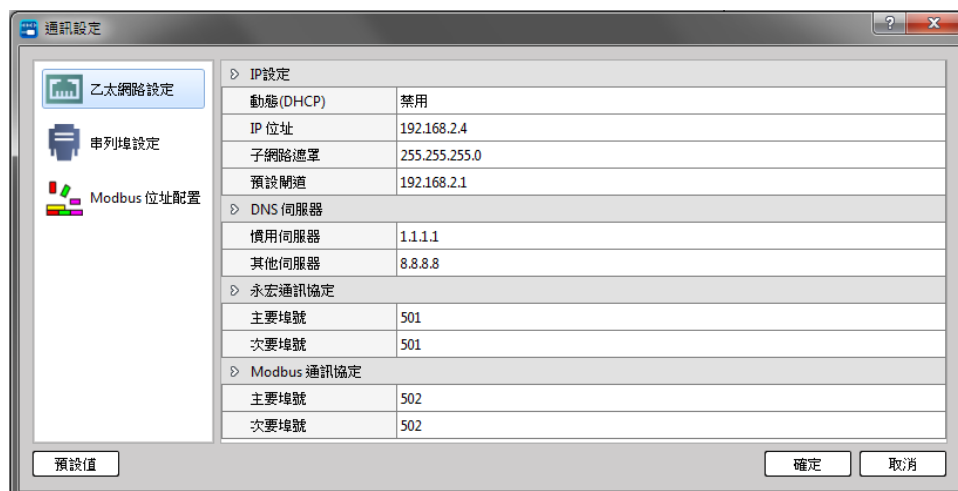 通訊設定
乙太網路設定
串列埠設定
Modbus 位址配置
IP設定
動態(DHCP) 禁用
IP 位址 192.168.2.4
子網路遮罩 255.255.255.0
預設閘道 192.168.2.1
DNS 伺服器
慣用伺服器 1.1.1.1
其他伺服器 8.8.8.8
永宏通訊協定
主要埠號 501
次要埠號 501
Modbus 通訊協定
主要埠號 502
次要埠號 502
預設值
確定
取消